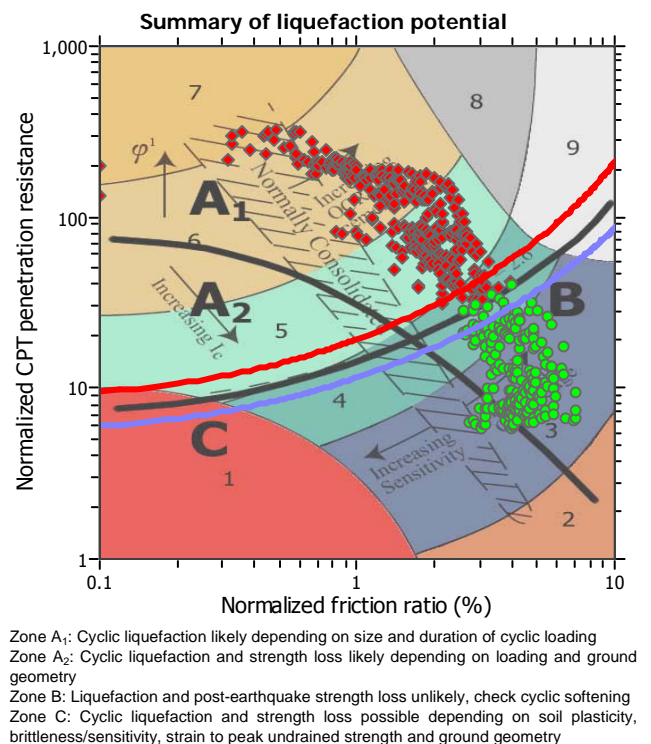 Summary of liquefaction potential
1,000
100
10
1
Normalized CPT penetration resistance
7
8
9
φ¹
A₁
Normally Consolidated
6
A₂
Increasing Ic
5
B
4
C
3
1
Increasing
Sensitivity
2
0.1
1
10
Normalized friction ratio (%)
Zone A₁: Cyclic liquefaction likely depending on size and duration of cyclic loading
Zone A₂: Cyclic liquefaction and strength loss likely depending on loading and ground
geometry
Zone B: Liquefaction and post-earthquake strength loss unlikely, check cyclic softening
Zone C: Cyclic liquefaction and strength loss possible depending on soil plasticity,
brittleness/sensitivity, strain to peak undrained strength and ground geometry